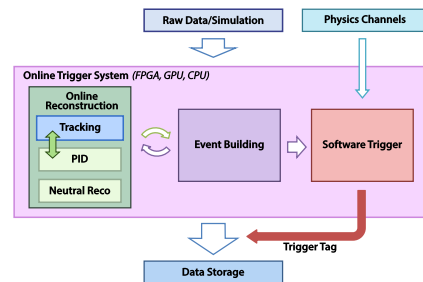 Raw Data/Simulation
Physics Channels
Online Trigger System (FPGA, GPU, CPU)
Online
Reconstruction
Tracking
PID
Neutral Reco
Event Building
Software Trigger
Trigger Tag
Data Storage